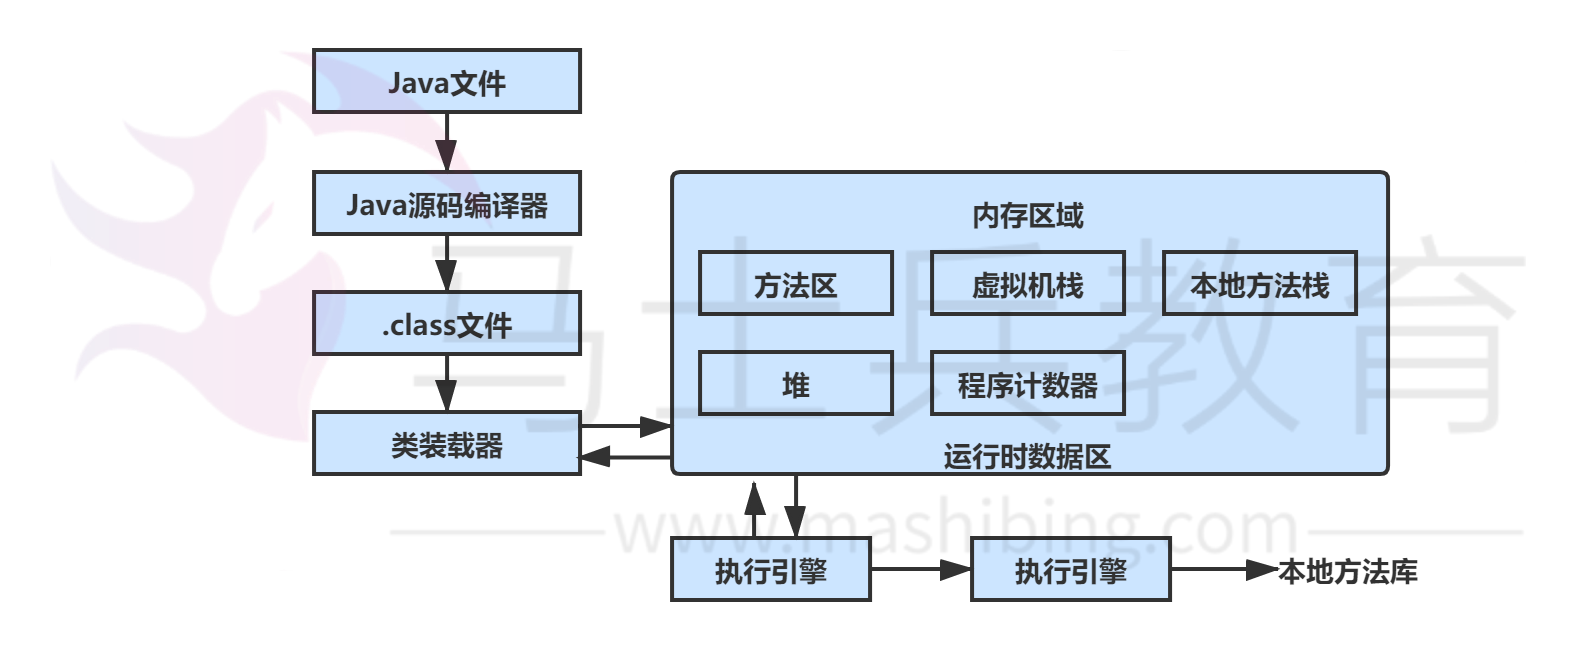 Java文件
Java源码编译器
.class文件
类装载器
内存区域
方法区
虚拟机栈
本地方法栈
堆
程序计数器
运行时数据区
执行引擎
执行引擎
本地方法库
马士兵教育
www.mashibing.com